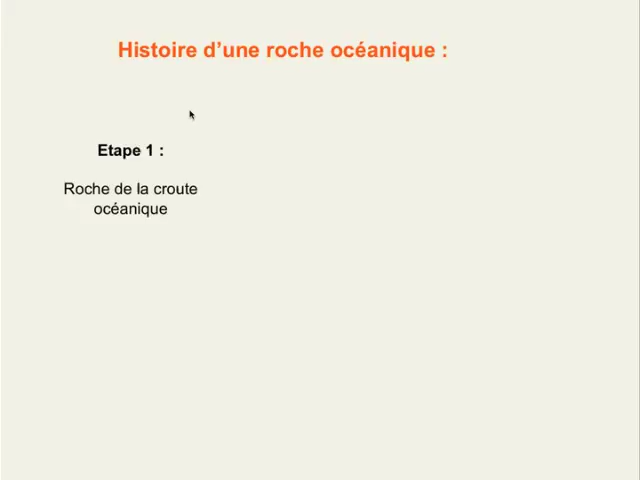 Histoire d’une roche océanique :
Etape 1 :
Roche de la croute
océanique